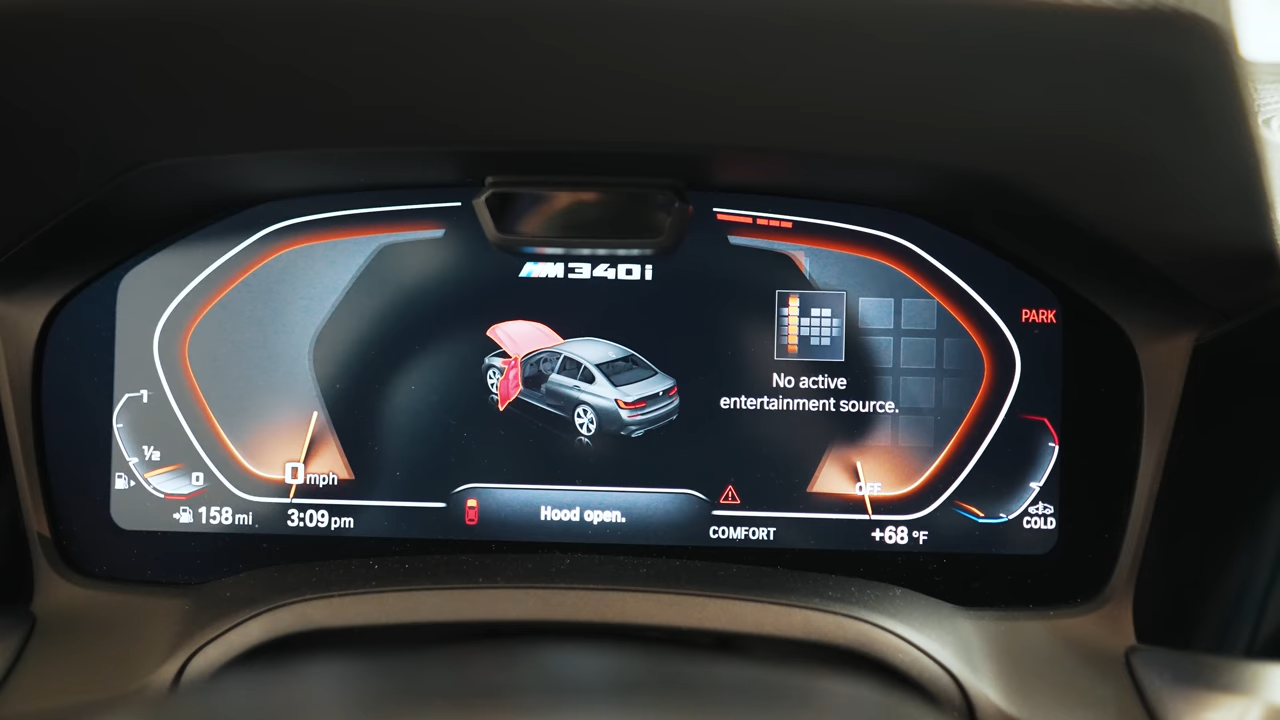 M340i
PARK
No active
entertainment source.
1
½
0
0 mph
OFF
158 mi
3:09 pm
Hood open.
COMFORT
+68 °F
COLD